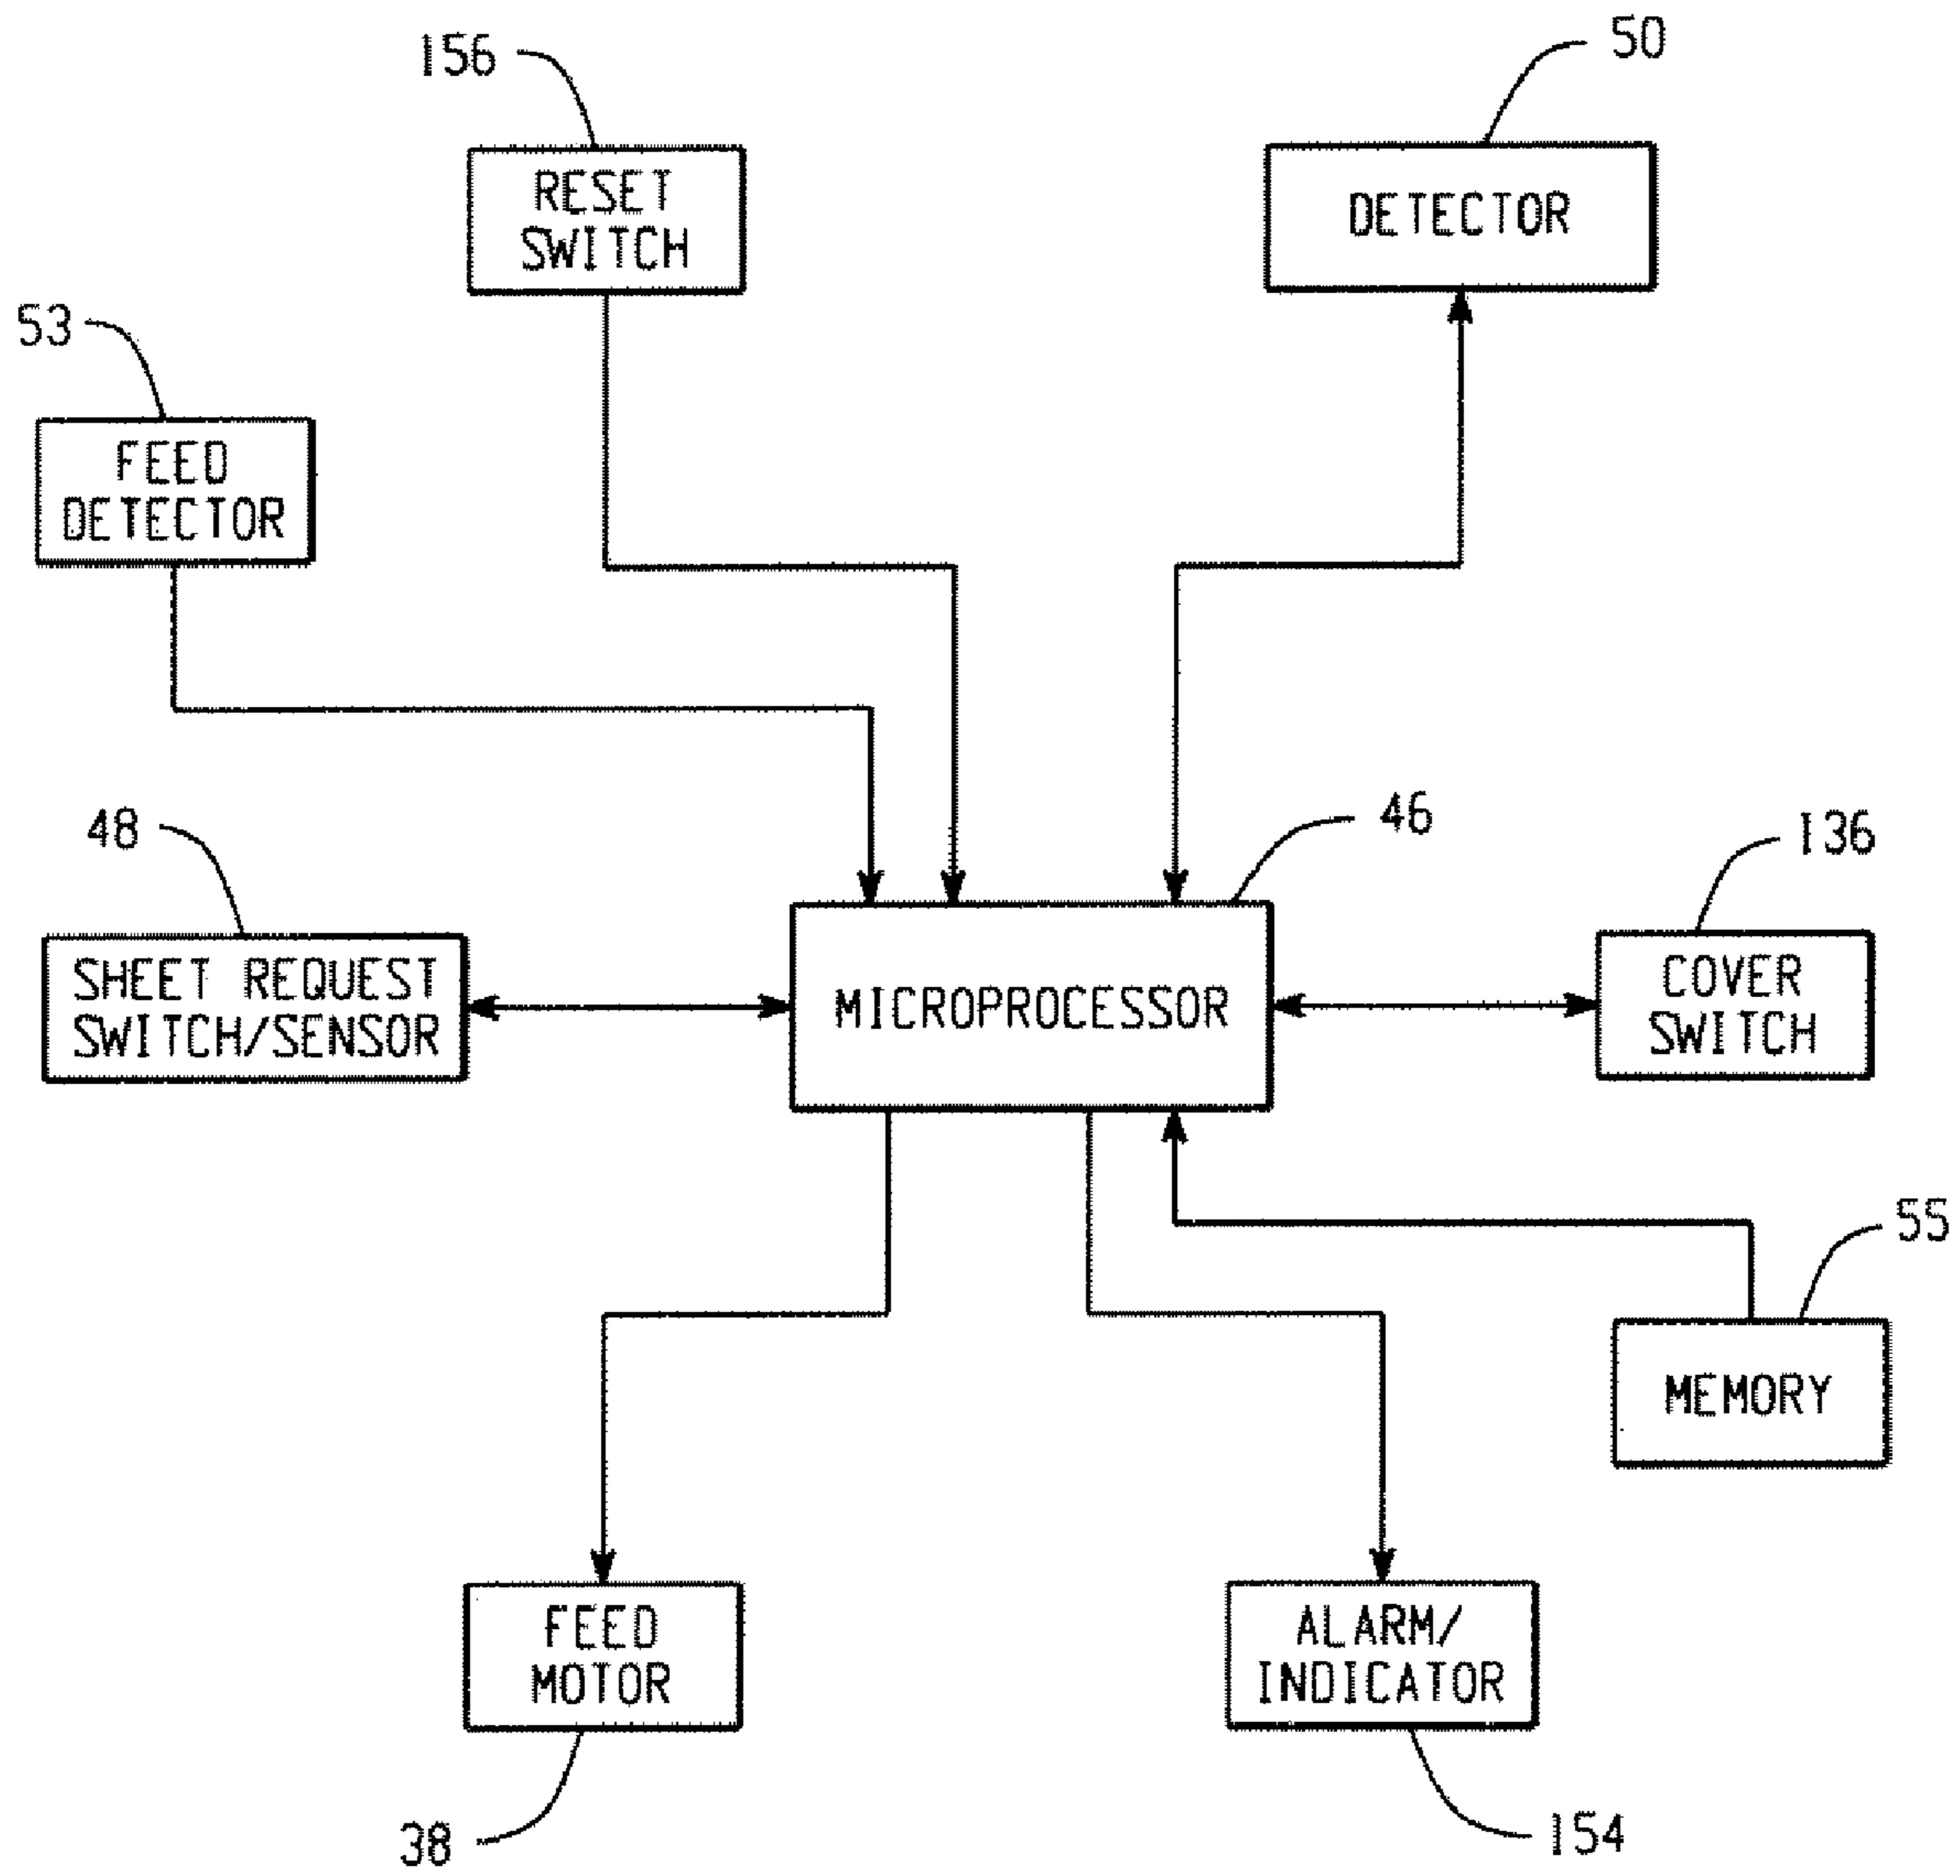 156
50
RESET
SWITCH
DETECTOR
53
FEED
DETECTOR
48
46
136
SHEET REQUEST
SWITCH/SENSOR
MICROPROCESSOR
COVER
SWITCH
55
MEMORY
FEED
MOTOR
ALARM/
INDICATOR
38
154